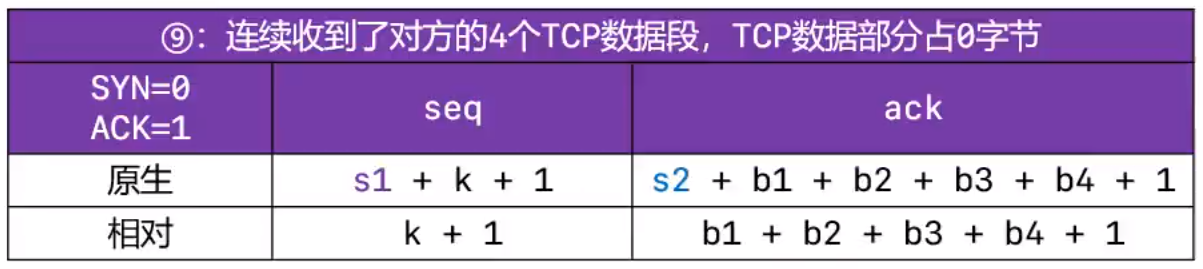 ⑨：连续收到了对方的4个TCP数据段，TCP数据部分占0字节
SYN=0
ACK=1
seq
ack
原生
s1 + k + 1
s2 + b1 + b2 + b3 + b4 + 1
相对
k + 1
b1 + b2 + b3 + b4 + 1